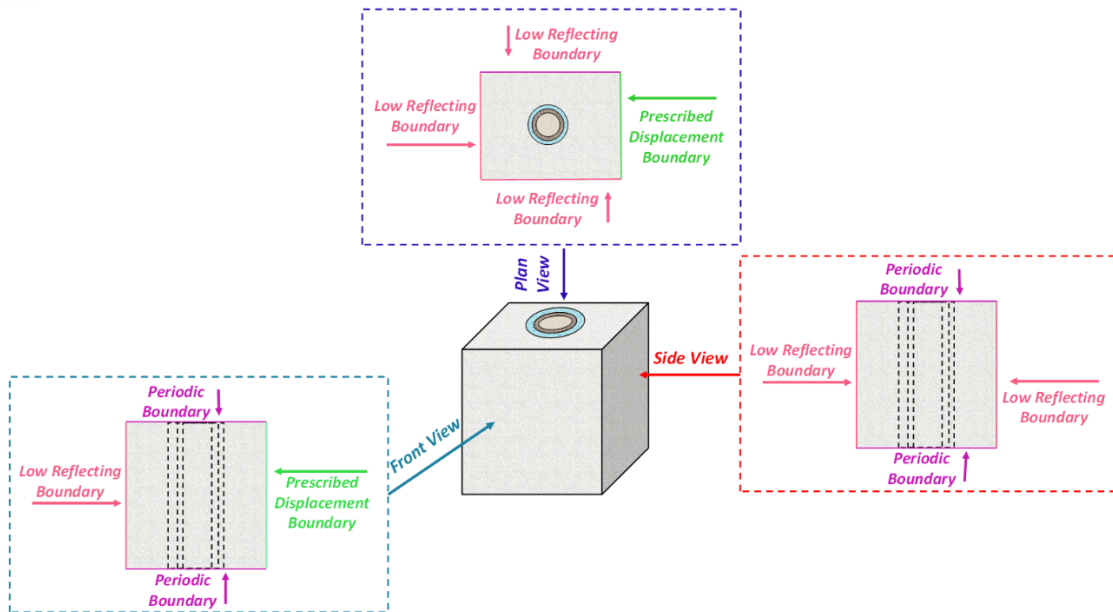 Low Reflecting
Boundary
Low Reflecting
Boundary
Prescribed
Displacement
Boundary
Low Reflecting
Boundary
Plan
View
Side View
Front View
Periodic
Boundary
Low Reflecting
Boundary
Low Reflecting
Boundary
Periodic
Boundary
Periodic
Boundary
Low Reflecting
Boundary
Prescribed
Displacement
Boundary
Periodic
Boundary